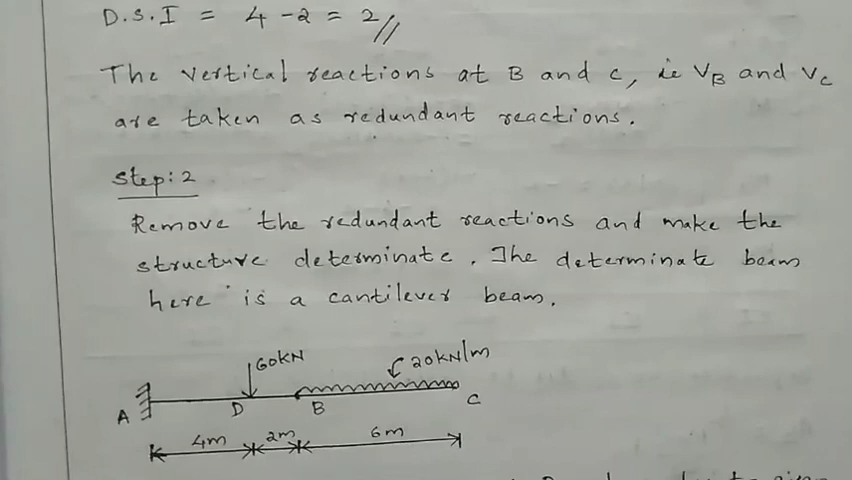 D.S.I = 4 - 2 = 2 //
The vertical reactions at B and C, ie VB and VC
are taken as redundant reactions.
Step: 2
Remove the redundant reactions and make the
structure determinate. The determinate beam
here is a cantilever beam.
60KN
20KN/m
A
D
B
C
4m
2m
6m